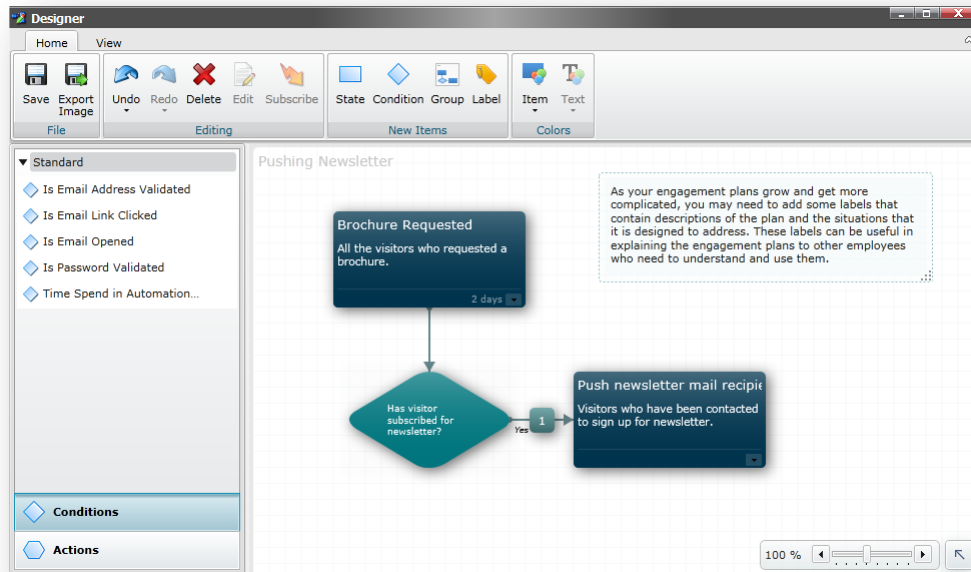 Designer
Home View
Save Export Image Undo Redo Delete Edit Subscribe State Condition Group Label Item Text
File Editing New Items Colors
Standard
Is Email Address Validated
Is Email Link Clicked
Is Email Opened
Is Password Validated
Time Spend in Automation...
Conditions
Actions
Pushing Newsletter
As your engagement plans grow and get more
complicated, you may need to add some labels that
contain descriptions of the plan and the situations that
it is designed to address. These labels can be useful in
explaining the engagement plans to other employees
who need to understand and use them.
Brochure Requested
All the visitors who requested a
brochure.
2 days
Has visitor
subscribed for
newsletter?
Yes
1
Push newsletter mail recipie
Visitors who have been contacted
to sign up for newsletter.
100 %